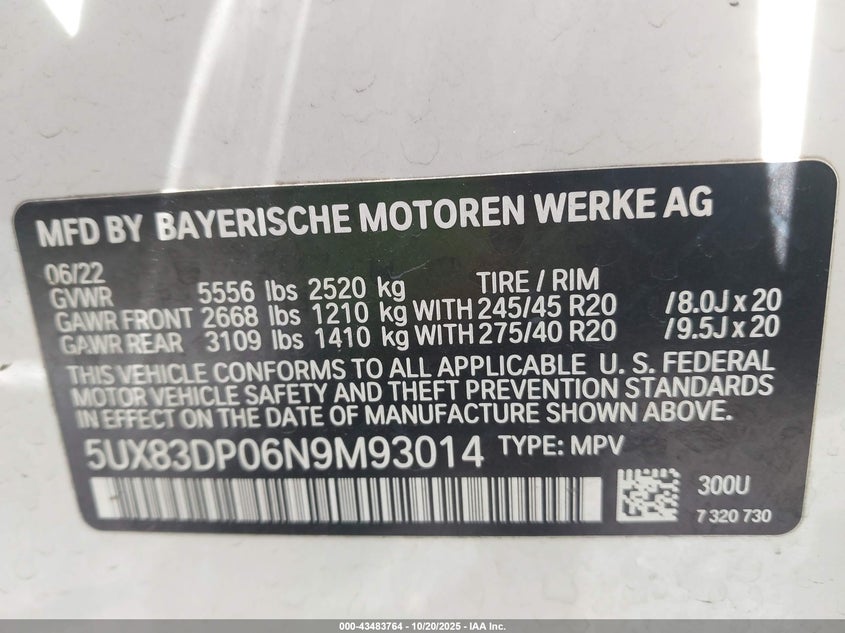 MFD BY BAYERISCHE MOTOREN WERKE AG
06/22
GVWR 5556 lbs 2520 kg TIRE / RIM
GAWR FRONT 2668 lbs 1210 kg WITH 245/45 R20 /8.0J x 20
GAWR REAR 3109 lbs 1410 kg WITH 275/40 R20 /9.5J x 20
THIS VEHICLE CONFORMS TO ALL APPLICABLE U. S. FEDERAL
MOTOR VEHICLE SAFETY AND THEFT PREVENTION STANDARDS
IN EFFECT ON THE DATE OF MANUFACTURE SHOWN ABOVE.
5UX83DP06N9M93014 TYPE: MPV
300U
7 320 730
000-43483764 - 10/20/2025 - IAA Inc.